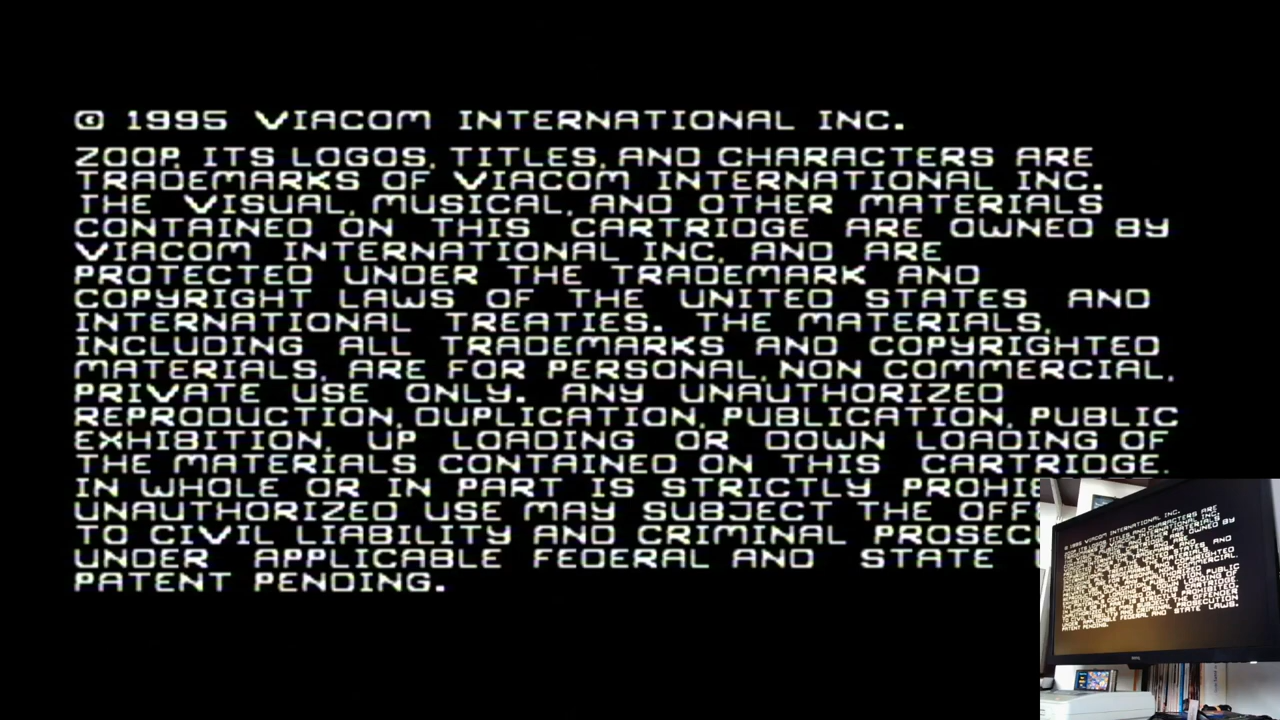 © 1995 VIACOM INTERNATIONAL INC.
ZOOP, ITS LOGOS, TITLES, AND CHARACTERS ARE
TRADEMARKS OF VIACOM INTERNATIONAL INC.
THE VISUAL, MUSICAL, AND OTHER MATERIALS
CONTAINED ON THIS CARTRIDGE ARE OWNED BY
VIACOM INTERNATIONAL INC, AND ARE
PROTECTED UNDER THE TRADEMARK AND
COPYRIGHT LAWS OF THE UNITED STATES AND
INTERNATIONAL TREATIES. THE MATERIALS,
INCLUDING ALL TRADEMARKS AND COPYRIGHTED
MATERIALS, ARE FOR PERSONAL, NON COMMERCIAL,
PRIVATE USE ONLY. ANY UNAUTHORIZED
REPRODUCTION, DUPLICATION, PUBLICATION, PUBLIC
EXHIBITION, UP LOADING OR DOWN LOADING OF
THE MATERIALS CONTAINED ON THIS CARTRIDGE,
IN WHOLE OR IN PART IS STRICTLY PROHIB
UNAUTHORIZED USE MAY SUBJECT THE OFFE
TO CIVIL LIABILITY AND CRIMINAL PROSEC
UNDER APPLICABLE FEDERAL AND STATE
PATENT PENDING.